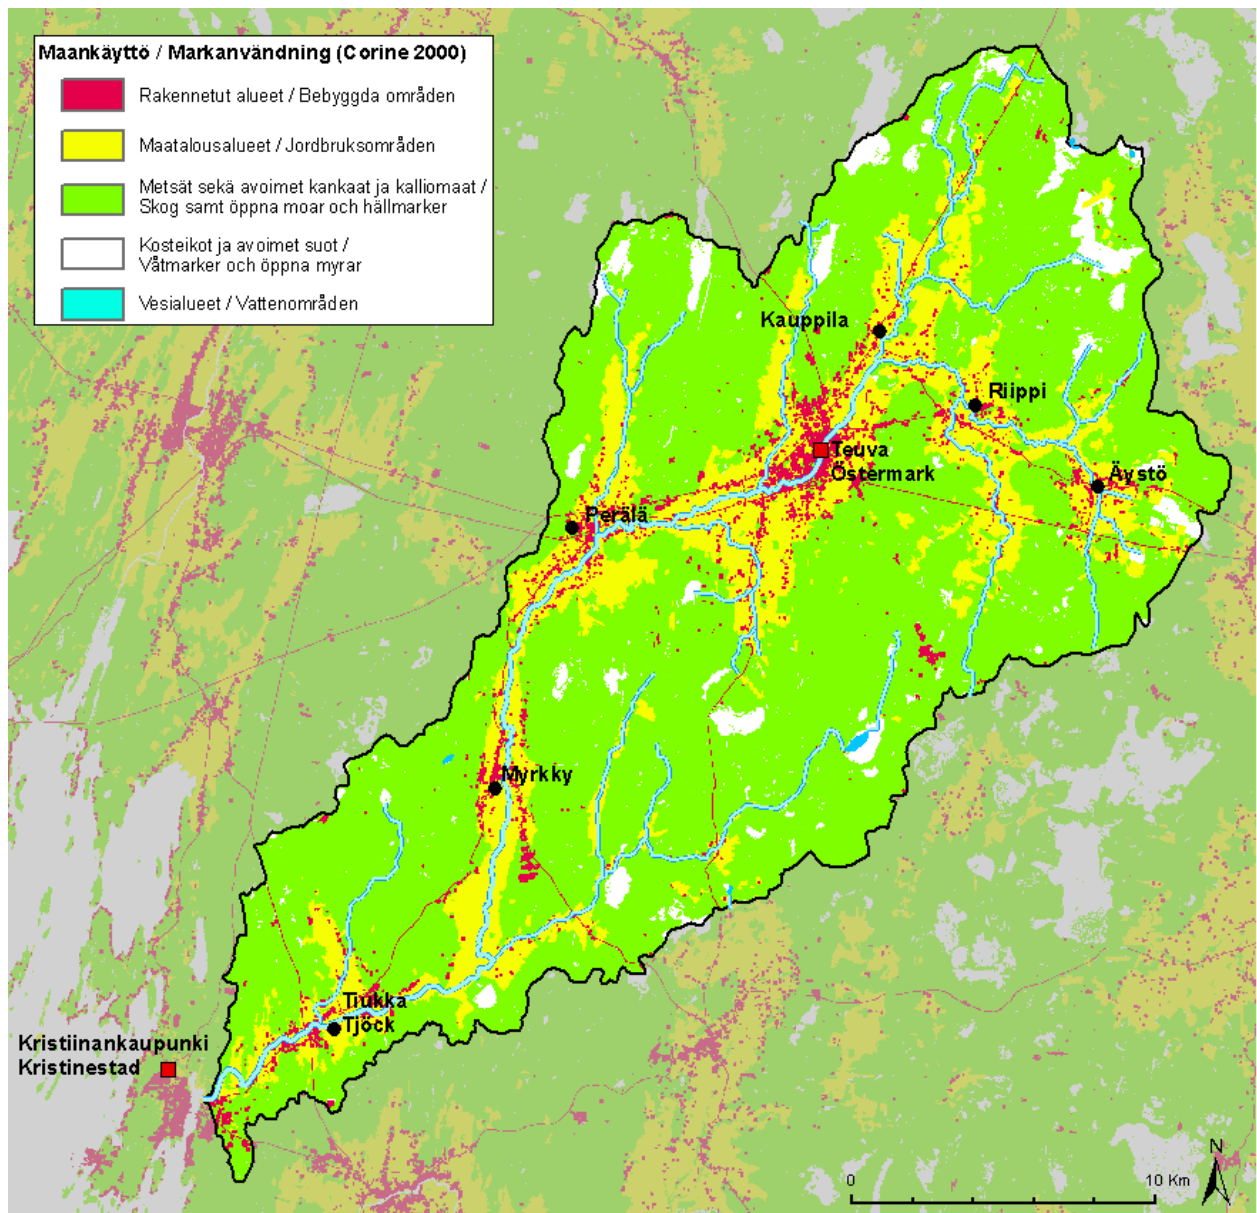 Maankäyttö / Markanvändning (Corine 2000)
Rakennetut alueet / Bebyggda områden
Maatalousalueet / Jordbruksområden
Metsät sekä avoimet kankaat ja kalliomaat /
Skog samt öppna moar och hällmarker
Kosteikot ja avoimet suot /
Våtmarker och öppna myrar
Vesialueet / Vattenområden
Kauppila
Riippi
Teuva
Östermark
Äystö
Perälä
Myrkky
Tiukka
Tjöck
Kristiinankaupunki
Kristinestad
N
0 10 Km